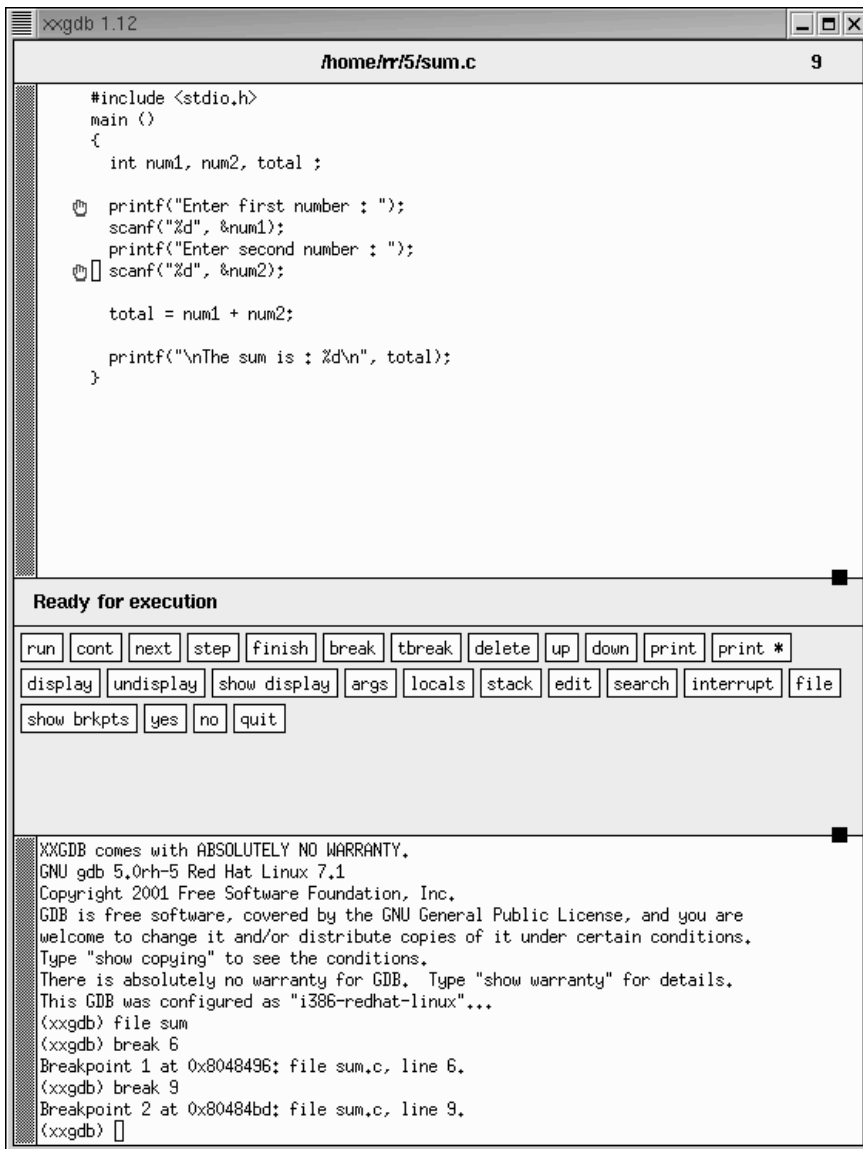 xxgdb 1.12
/home/rr/5/sum.c 9
#include <stdio.h>
main ()
{
int num1, num2, total ;
printf("Enter first number : ");
scanf("%d", &num1);
printf("Enter second number : ");
scanf("%d", &num2);
total = num1 + num2;
printf("\nThe sum is : %d\n", total);
}
Ready for execution
run cont next step finish break tbreak delete up down print print *
display undisplay show display args locals stack edit search interrupt file
show brkpts yes no quit
XXGDB comes with ABSOLUTELY NO WARRANTY.
GNU gdb 5.0rh-5 Red Hat Linux 7.1
Copyright 2001 Free Software Foundation, Inc.
GDB is free software, covered by the GNU General Public License, and you are
welcome to change it and/or distribute copies of it under certain conditions.
Type "show copying" to see the conditions.
There is absolutely no warranty for GDB.  Type "show warranty" for details.
This GDB was configured as "i386-redhat-linux"...
(xxgdb) file sum
(xxgdb) break 6
Breakpoint 1 at 0x8048496: file sum.c, line 6.
(xxgdb) break 9
Breakpoint 2 at 0x80484bd: file sum.c, line 9.
(xxgdb)